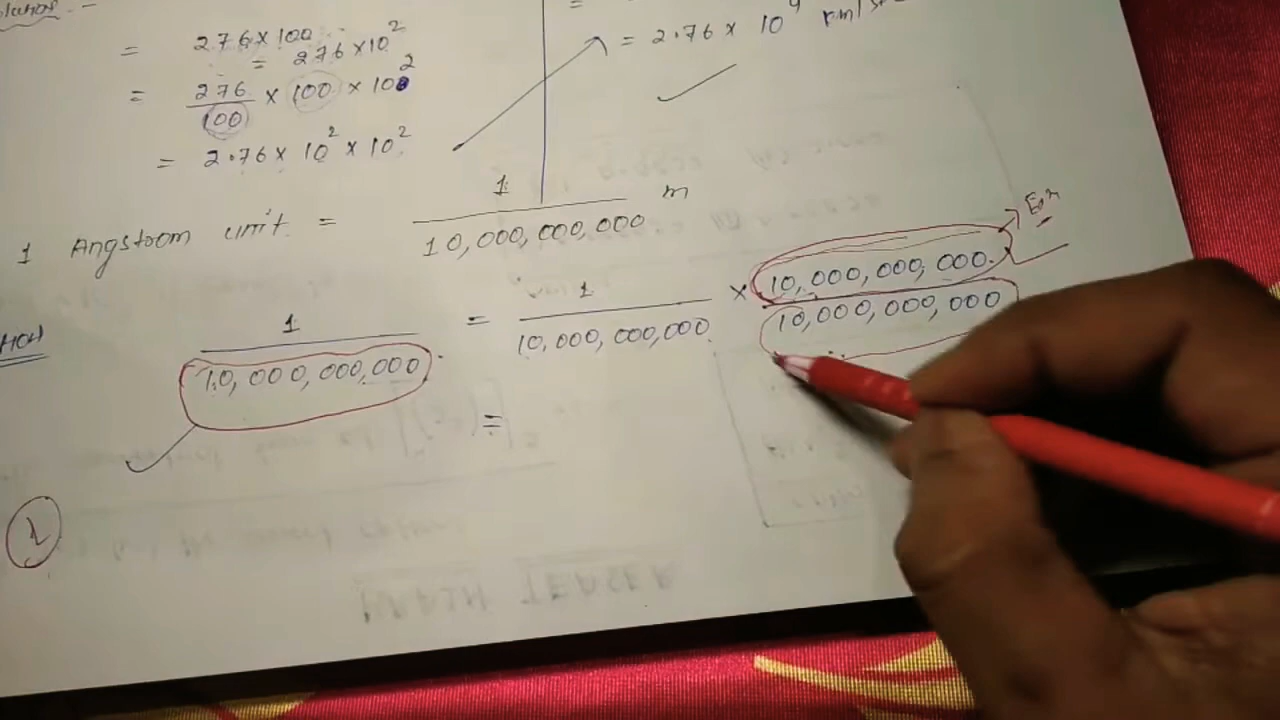 =
= 276 × 100
= 2.76 × 10⁴ km/s
= 276 × 10²
= 276/100 × 100 × 10²
= 2.76 × 10² × 10²
1 Angstrom unit = 1/10,000,000,000 m
1/10,000,000,000 = 1/10,000,000,000 × 10,000,000,000/10,000,000,000
=